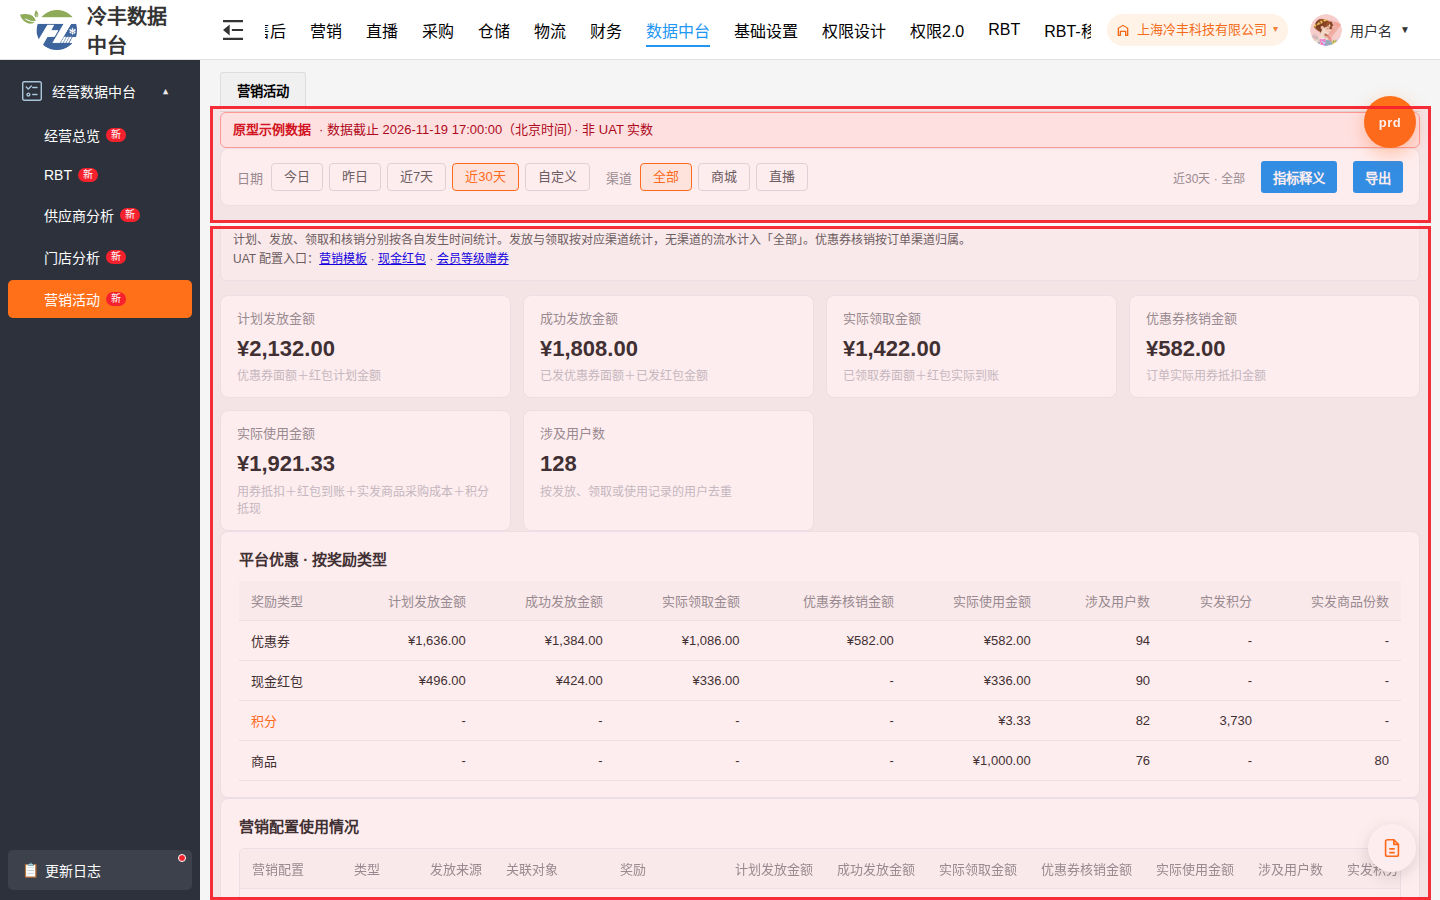 冷丰数据
中台
售后 营销 直播 采购 仓储 物流 财务 数据中台 基础设置 权限设计 权限2.0 RBT RBT-移
上海冷丰科技有限公司 ▾
用户名 ▼
经营数据中台 ▲
经营总览 新
RBT 新
供应商分析 新
门店分析 新
营销活动 新
更新日志
营销活动
原型示例数据 · 数据截止 2026-11-19 17:00:00（北京时间）· 非 UAT 实数
prd
日期 今日 昨日 近7天 近30天 自定义 渠道 全部 商城 直播 近30天 · 全部 指标释义 导出
计划、发放、领取和核销分别按各自发生时间统计。发放与领取按对应渠道统计，无渠道的流水计入「全部」。优惠券核销按订单渠道归属。
UAT 配置入口：营销模板 · 现金红包 · 会员等级赠券
计划发放金额
¥2,132.00
优惠券面额＋红包计划金额
成功发放金额
¥1,808.00
已发优惠券面额＋已发红包金额
实际领取金额
¥1,422.00
已领取券面额＋红包实际到账
优惠券核销金额
¥582.00
订单实际用券抵扣金额
实际使用金额
¥1,921.33
用券抵扣＋红包到账＋实发商品采购成本＋积分
抵现
涉及用户数
128
按发放、领取或使用记录的用户去重
平台优惠 · 按奖励类型
奖励类型 计划发放金额 成功发放金额 实际领取金额 优惠券核销金额 实际使用金额 涉及用户数 实发积分 实发商品份数
优惠券 ¥1,636.00 ¥1,384.00 ¥1,086.00 ¥582.00 ¥582.00 94 - -
现金红包 ¥496.00 ¥424.00 ¥336.00 - ¥336.00 90 - -
积分 - - - - ¥3.33 82 3,730 -
商品 - - - - ¥1,000.00 76 - 80
营销配置使用情况
营销配置 类型 发放来源 关联对象 奖励 计划发放金额 成功发放金额 实际领取金额 优惠券核销金额 实际使用金额 涉及用户数 实发积分